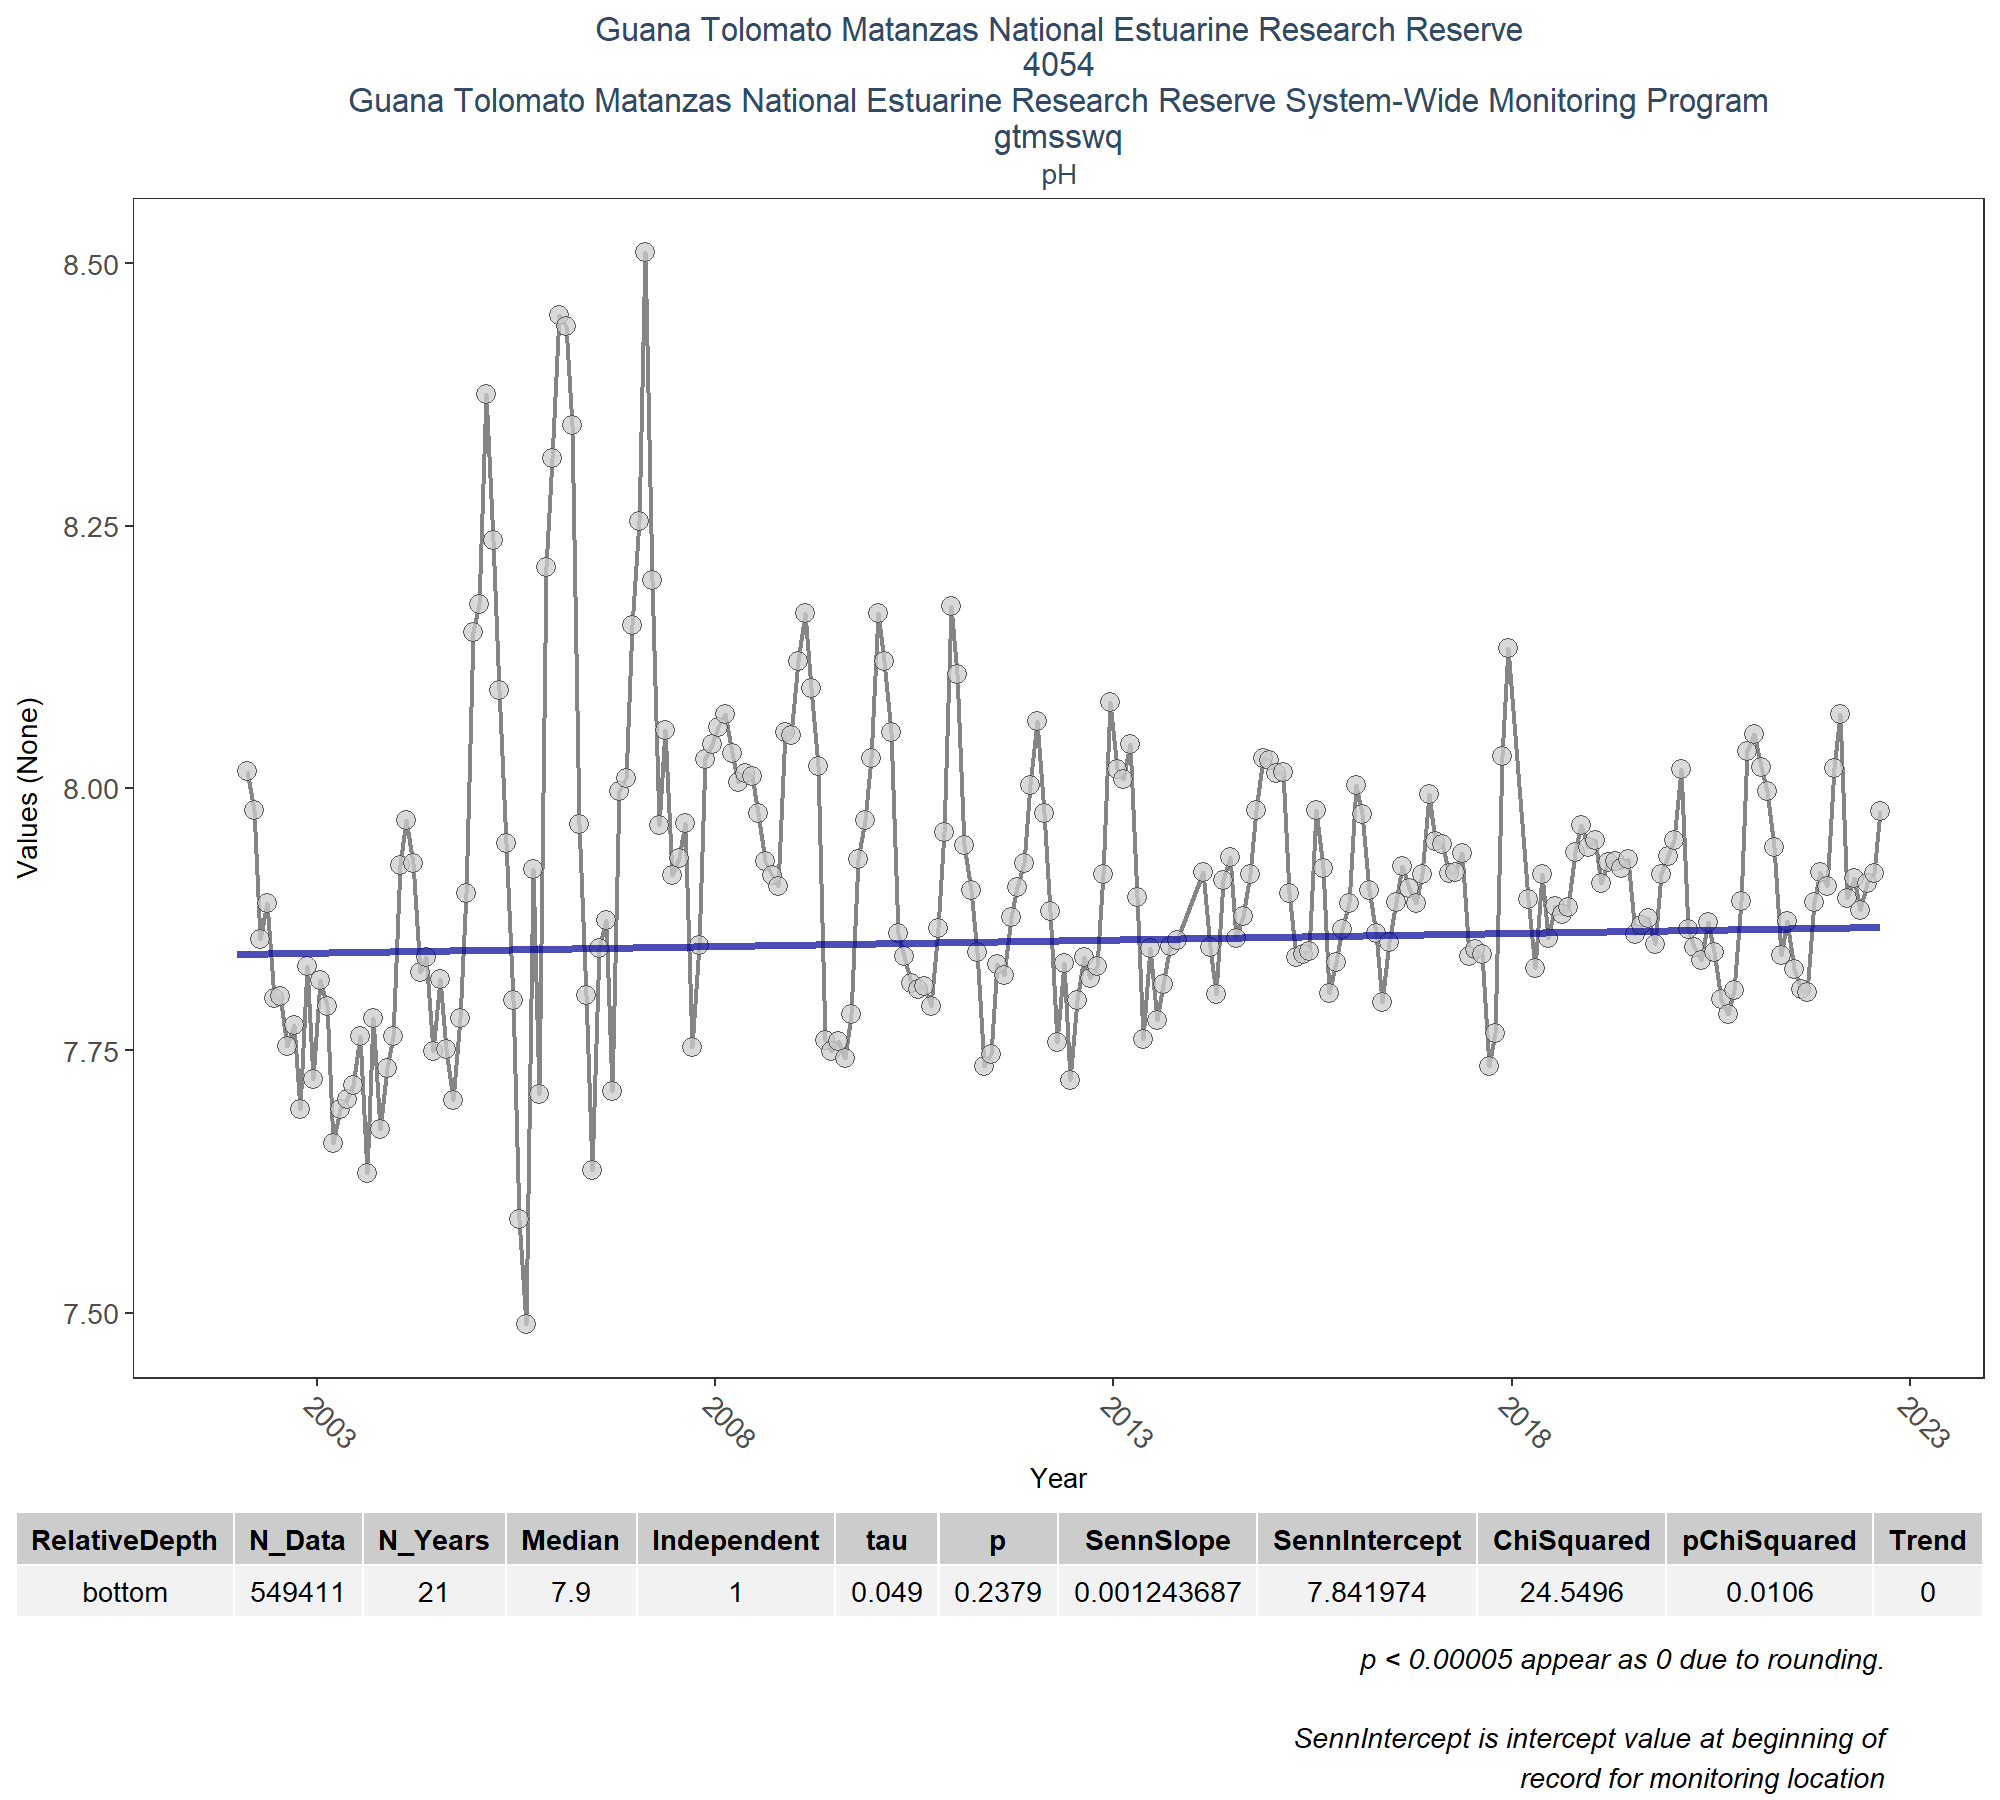 Guana Tolomato Matanzas National Estuarine Research Reserve
4054
Guana Tolomato Matanzas National Estuarine Research Reserve System-Wide Monitoring Program
gtmsswq
pH
8.50
8.25
8.00
7.75
7.50
Values (None)
2003
2008
2013
2018
2023
Year
RelativeDepth N_Data N_Years Median Independent tau p SennSlope SennIntercept ChiSquared pChiSquared Trend
bottom 549411 21 7.9 1 0.049 0.2379 0.001243687 7.841974 24.5496 0.0106 0
p < 0.00005 appear as 0 due to rounding.
SennIntercept is intercept value at beginning of
record for monitoring location